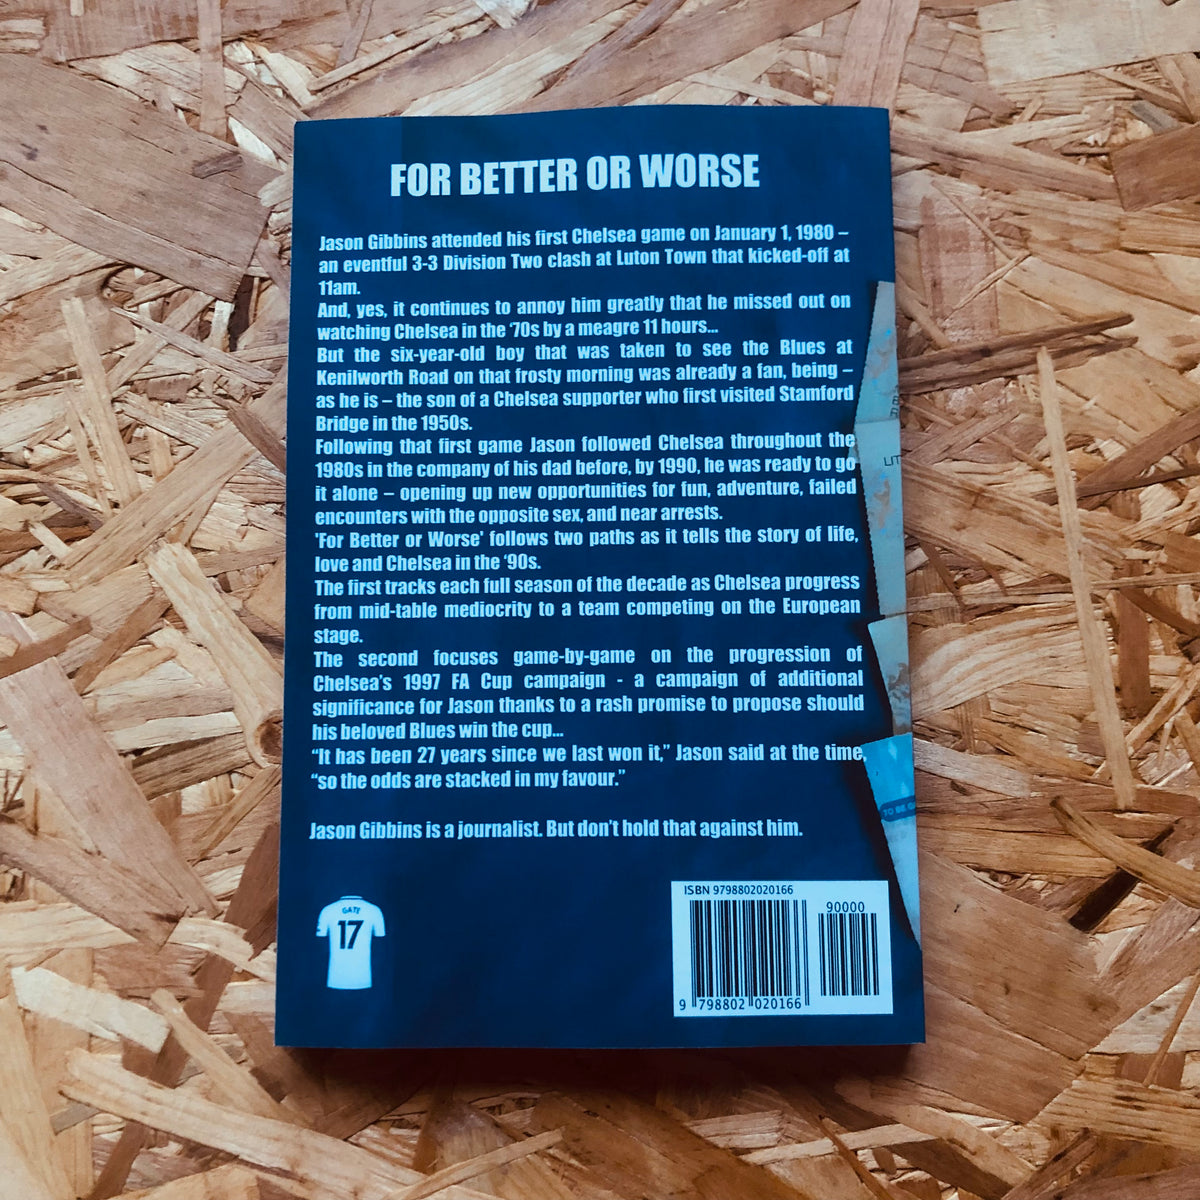 FOR BETTER OR WORSE
Jason Gibbins attended his first Chelsea game on January 1, 1980 –
an eventful 3-3 Division Two clash at Luton Town that kicked-off at
11am.
And, yes, it continues to annoy him greatly that he missed out on
watching Chelsea in the ‘70s by a meagre 11 hours...
But the six-year-old boy that was taken to see the Blues at
Kenilworth Road on that frosty morning was already a fan, being –
as he is – the son of a Chelsea supporter who first visited Stamford
Bridge in the 1950s.
Following that first game Jason followed Chelsea throughout the
1980s in the company of his dad before, by 1990, he was ready to go
it alone – opening up new opportunities for fun, adventure, failed
encounters with the opposite sex, and near arrests.
'For Better or Worse' follows two paths as it tells the story of life,
love and Chelsea in the ‘90s.
The first tracks each full season of the decade as Chelsea progress
from mid-table mediocrity to a team competing on the European
stage.
The second focuses game-by-game on the progression of
Chelsea’s 1997 FA Cup campaign - a campaign of additional
significance for Jason thanks to a rash promise to propose should
his beloved Blues win the cup...
“It has been 27 years since we last won it,” Jason said at the time,
“so the odds are stacked in my favour.”
Jason Gibbins is a journalist. But don’t hold that against him.
LIT
TO BE
GATE
17
ISBN 9798802020166
90000
9 798802 020166